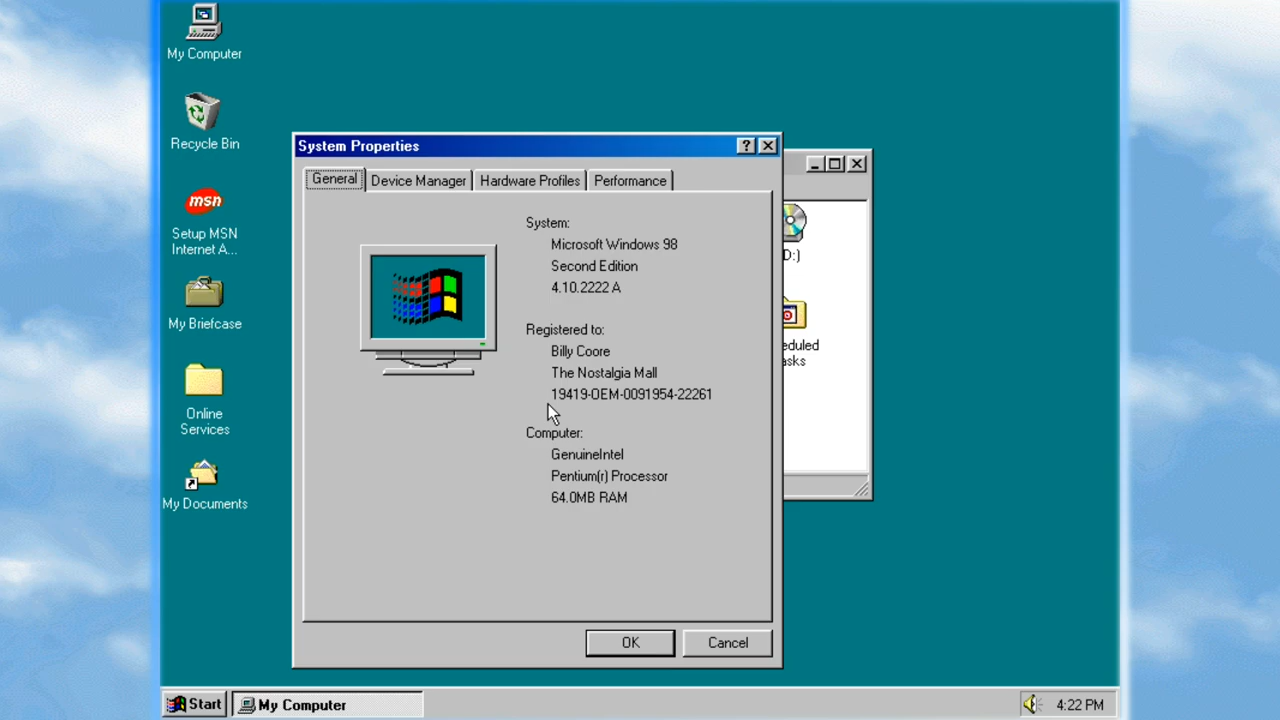 My Computer
Recycle Bin
msn
Setup MSN
Internet A...
My Briefcase
Online
Services
My Documents
System Properties
General
Device Manager
Hardware Profiles
Performance
System:
Microsoft Windows 98
Second Edition
4.10.2222 A
Registered to:
Billy Coore
The Nostalgia Mall
19419-OEM-0091954-22261
Computer:
GenuineIntel
Pentium(r) Processor
64.0MB RAM
OK
Cancel
D:)
eduled
asks
Start
My Computer
4:22 PM